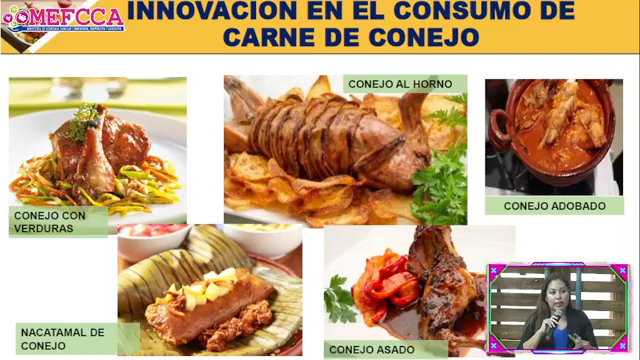 MEFCCA
INNOVACION EN EL CONSUMO DE
CARNE DE CONEJO
CONEJO AL HORNO
CONEJO CON
VERDURAS
CONEJO ADOBADO
NACATAMAL DE
CONEJO
CONEJO ASADO